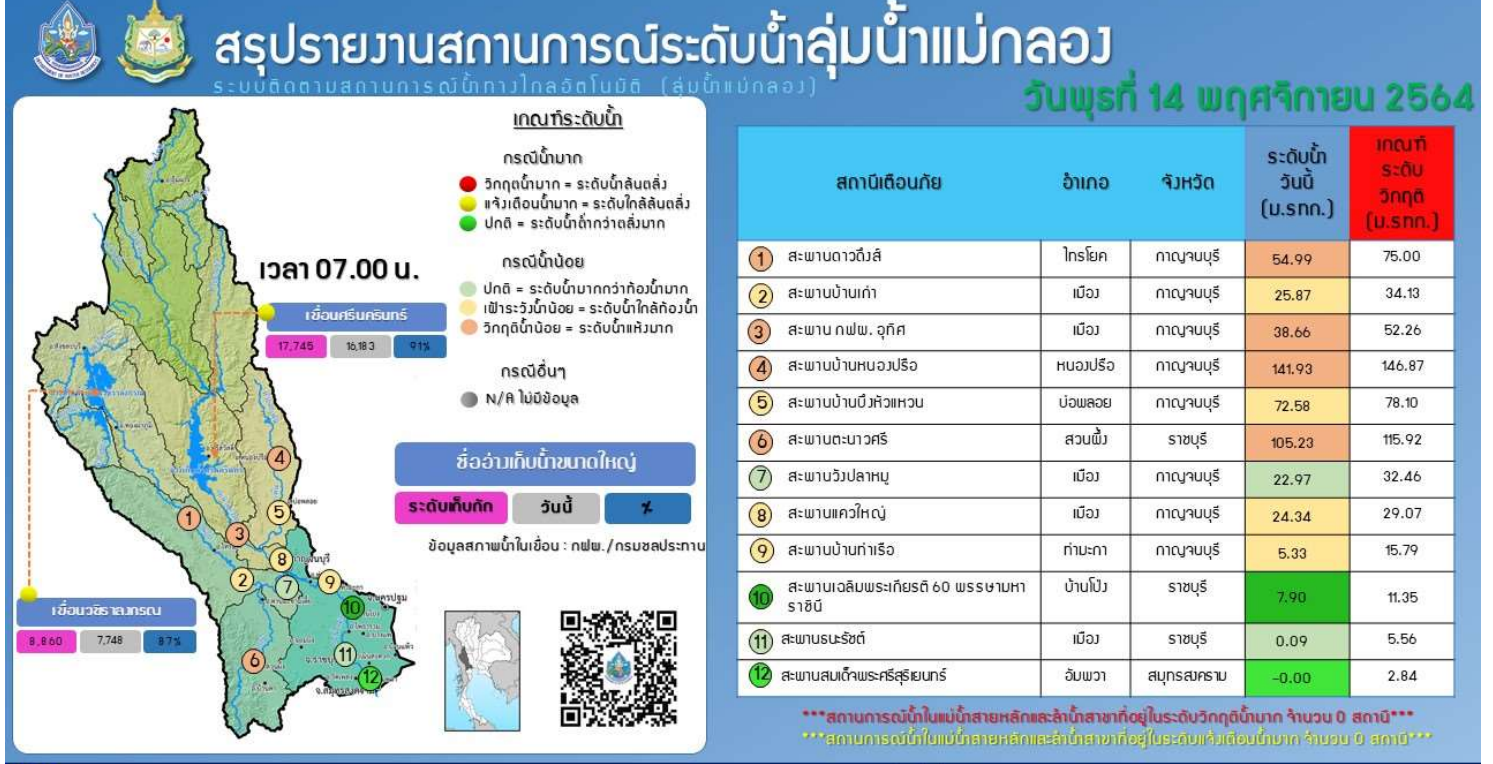 สรุปรายงานสถานการณ์ระดับน้ำลุ่มน้ำแม่กลอง
ระบบติดตามสถานการณ์น้ำทางไกลอัตโนมัติ (ลุ่มน้ำแม่กลอง)
วันพุธที่ 14 พฤศจิกายน 2564
เกณฑ์ระดับน้ำ
กรณีน้ำมาก
วิกฤตน้ำมาก = ระดับน้ำล้นตลิ่ง
แจ้งเตือนน้ำมาก = ระดับใกล้ล้นตลิ่ง
ปกติ = ระดับน้ำต่ำกว่าตลิ่งมาก
กรณีน้ำน้อย
ปกติ = ระดับน้ำมากกว่าท้องน้ำมาก
เฝ้าระวังน้ำน้อย = ระดับน้ำใกล้ท้องน้ำ
วิกฤติน้ำน้อย = ระดับน้ำแห้งมาก
กรณีอื่นๆ
N/A ไม่มีข้อมูล
เวลา 07.00 น.
เขื่อนศรีนครินทร์
17,745 16,183 91%
ชื่ออ่างเก็บน้ำขนาดใหญ่
ระดับเก็บกัก วันนี้ %
ข้อมูลสภาพน้ำในเขื่อน : กฟผ./กรมชลประทาน
เขื่อนวชิราลงกรณ
8,860 7,748 87%
4
5
1
3
8
2
7
9
10
11
6
12
สถานีเตือนภัย อำเภอ จังหวัด ระดับน้ำวันนี้ (ม.รทก.) เกณฑ์ระดับวิกฤติ (ม.รทก.)
1 สะพานดาวดึงส์ ไทรโยค กาญจนบุรี 54.99 75.00
2 สะพานบ้านเก่า เมือง กาญจนบุรี 25.87 34.13
3 สะพาน กฟผ. อุทิศ เมือง กาญจนบุรี 38.66 52.26
4 สะพานบ้านหนองปรือ หนองปรือ กาญจนบุรี 141.93 146.87
5 สะพานบ้านบึงหัวแหวน บ่อพลอย กาญจนบุรี 72.58 78.10
6 สะพานตะนาวศรี สวนผึ้ง ราชบุรี 105.23 115.92
7 สะพานวังปลาหมู เมือง กาญจนบุรี 22.97 32.46
8 สะพานแควใหญ่ เมือง กาญจนบุรี 24.34 29.07
9 สะพานบ้านท่าเรือ ท่ามะกา กาญจนบุรี 5.33 15.79
10 สะพานเฉลิมพระเกียรติ 60 พรรษามหาราชินี บ้านโป่ง ราชบุรี 7.90 11.35
11 สะพานธนะรัชต์ เมือง ราชบุรี 0.09 5.56
12 สะพานสมเด็จพระศรีสุริเยนทร์ อัมพวา สมุทรสงคราม -0.00 2.84
***สถานการณ์น้ำในแม่น้ำสายหลักและลำน้ำสาขาที่อยู่ในระดับวิกฤติน้ำมาก จำนวน 0 สถานี***
***สถานการณ์น้ำในแม่น้ำสายหลักและลำน้ำสาขาที่อยู่ในระดับแจ้งเตือนน้ำมาก จำนวน 0 สถานี***